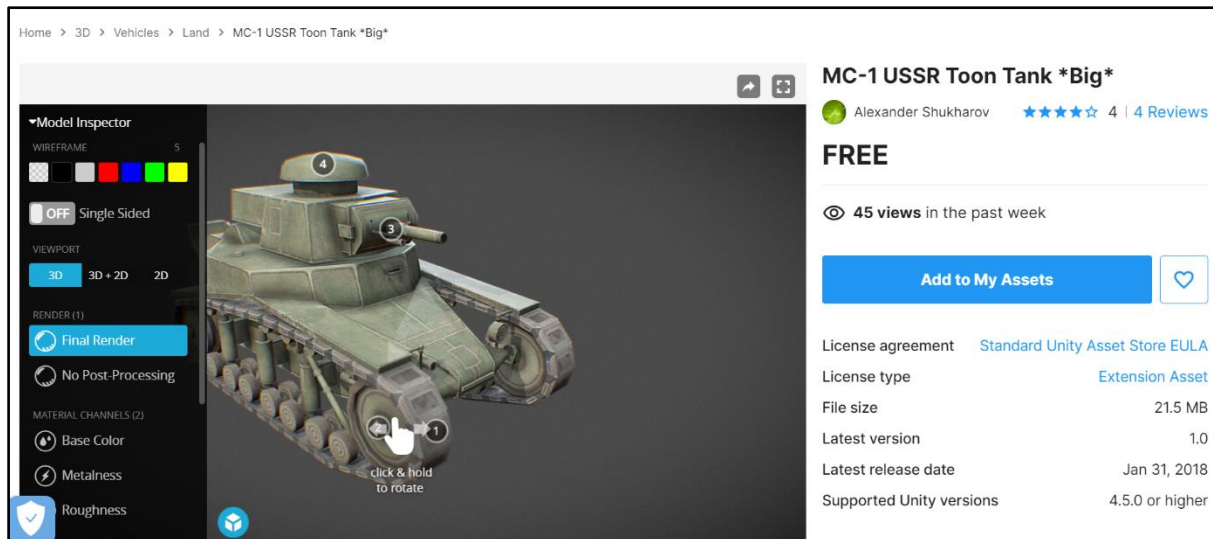 Home > 3D > Vehicles > Land > MC-1 USSR Toon Tank *Big*
Model Inspector
WIREFRAME 5
OFF Single Sided
VIEWPORT
3D 3D + 2D 2D
RENDER (1)
Final Render
No Post-Processing
MATERIAL CHANNELS (2)
Base Color
Metalness
Roughness
4
3
2 1
click & hold
to rotate
MC-1 USSR Toon Tank *Big*
Alexander Shukharov ★★★★☆ 4 | 4 Reviews
FREE
45 views in the past week
Add to My Assets
License agreement Standard Unity Asset Store EULA
License type Extension Asset
File size 21.5 MB
Latest version 1.0
Latest release date Jan 31, 2018
Supported Unity versions 4.5.0 or higher